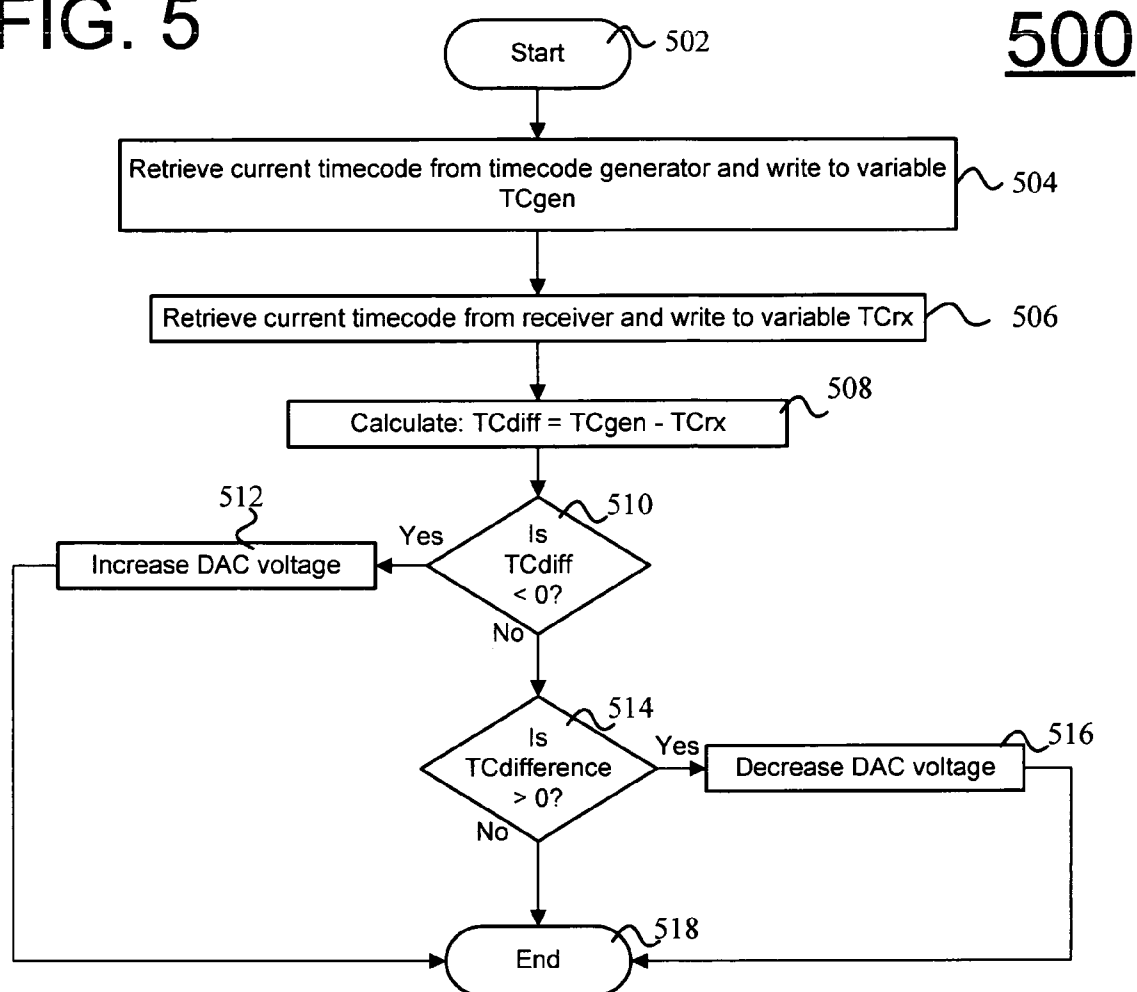 FIG. 5
500
Start
502
Retrieve current timecode from timecode generator and write to variable
TCgen
504
Retrieve current timecode from receiver and write to variable TCrx
506
Calculate: TCdiff = TCgen - TCrx
508
510
Is
TCdiff
< 0?
Yes
512
Increase DAC voltage
No
514
Is
TCdifference
> 0?
Yes
516
Decrease DAC voltage
No
518
End